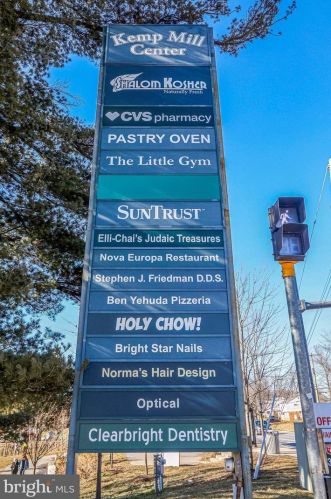 Kemp Mill
Center
SHALOM KOSHER
Naturally Fresh
CVS pharmacy
PASTRY OVEN
The Little Gym
SUNTRUST
Elli-Chai's Judaic Treasures
Nova Europa Restaurant
Stephen J. Friedman D.D.S.
Ben Yehuda Pizzeria
HOLY CHOW!
Bright Star Nails
Norma's Hair Design
Optical
Clearbright Dentistry
bright MLS